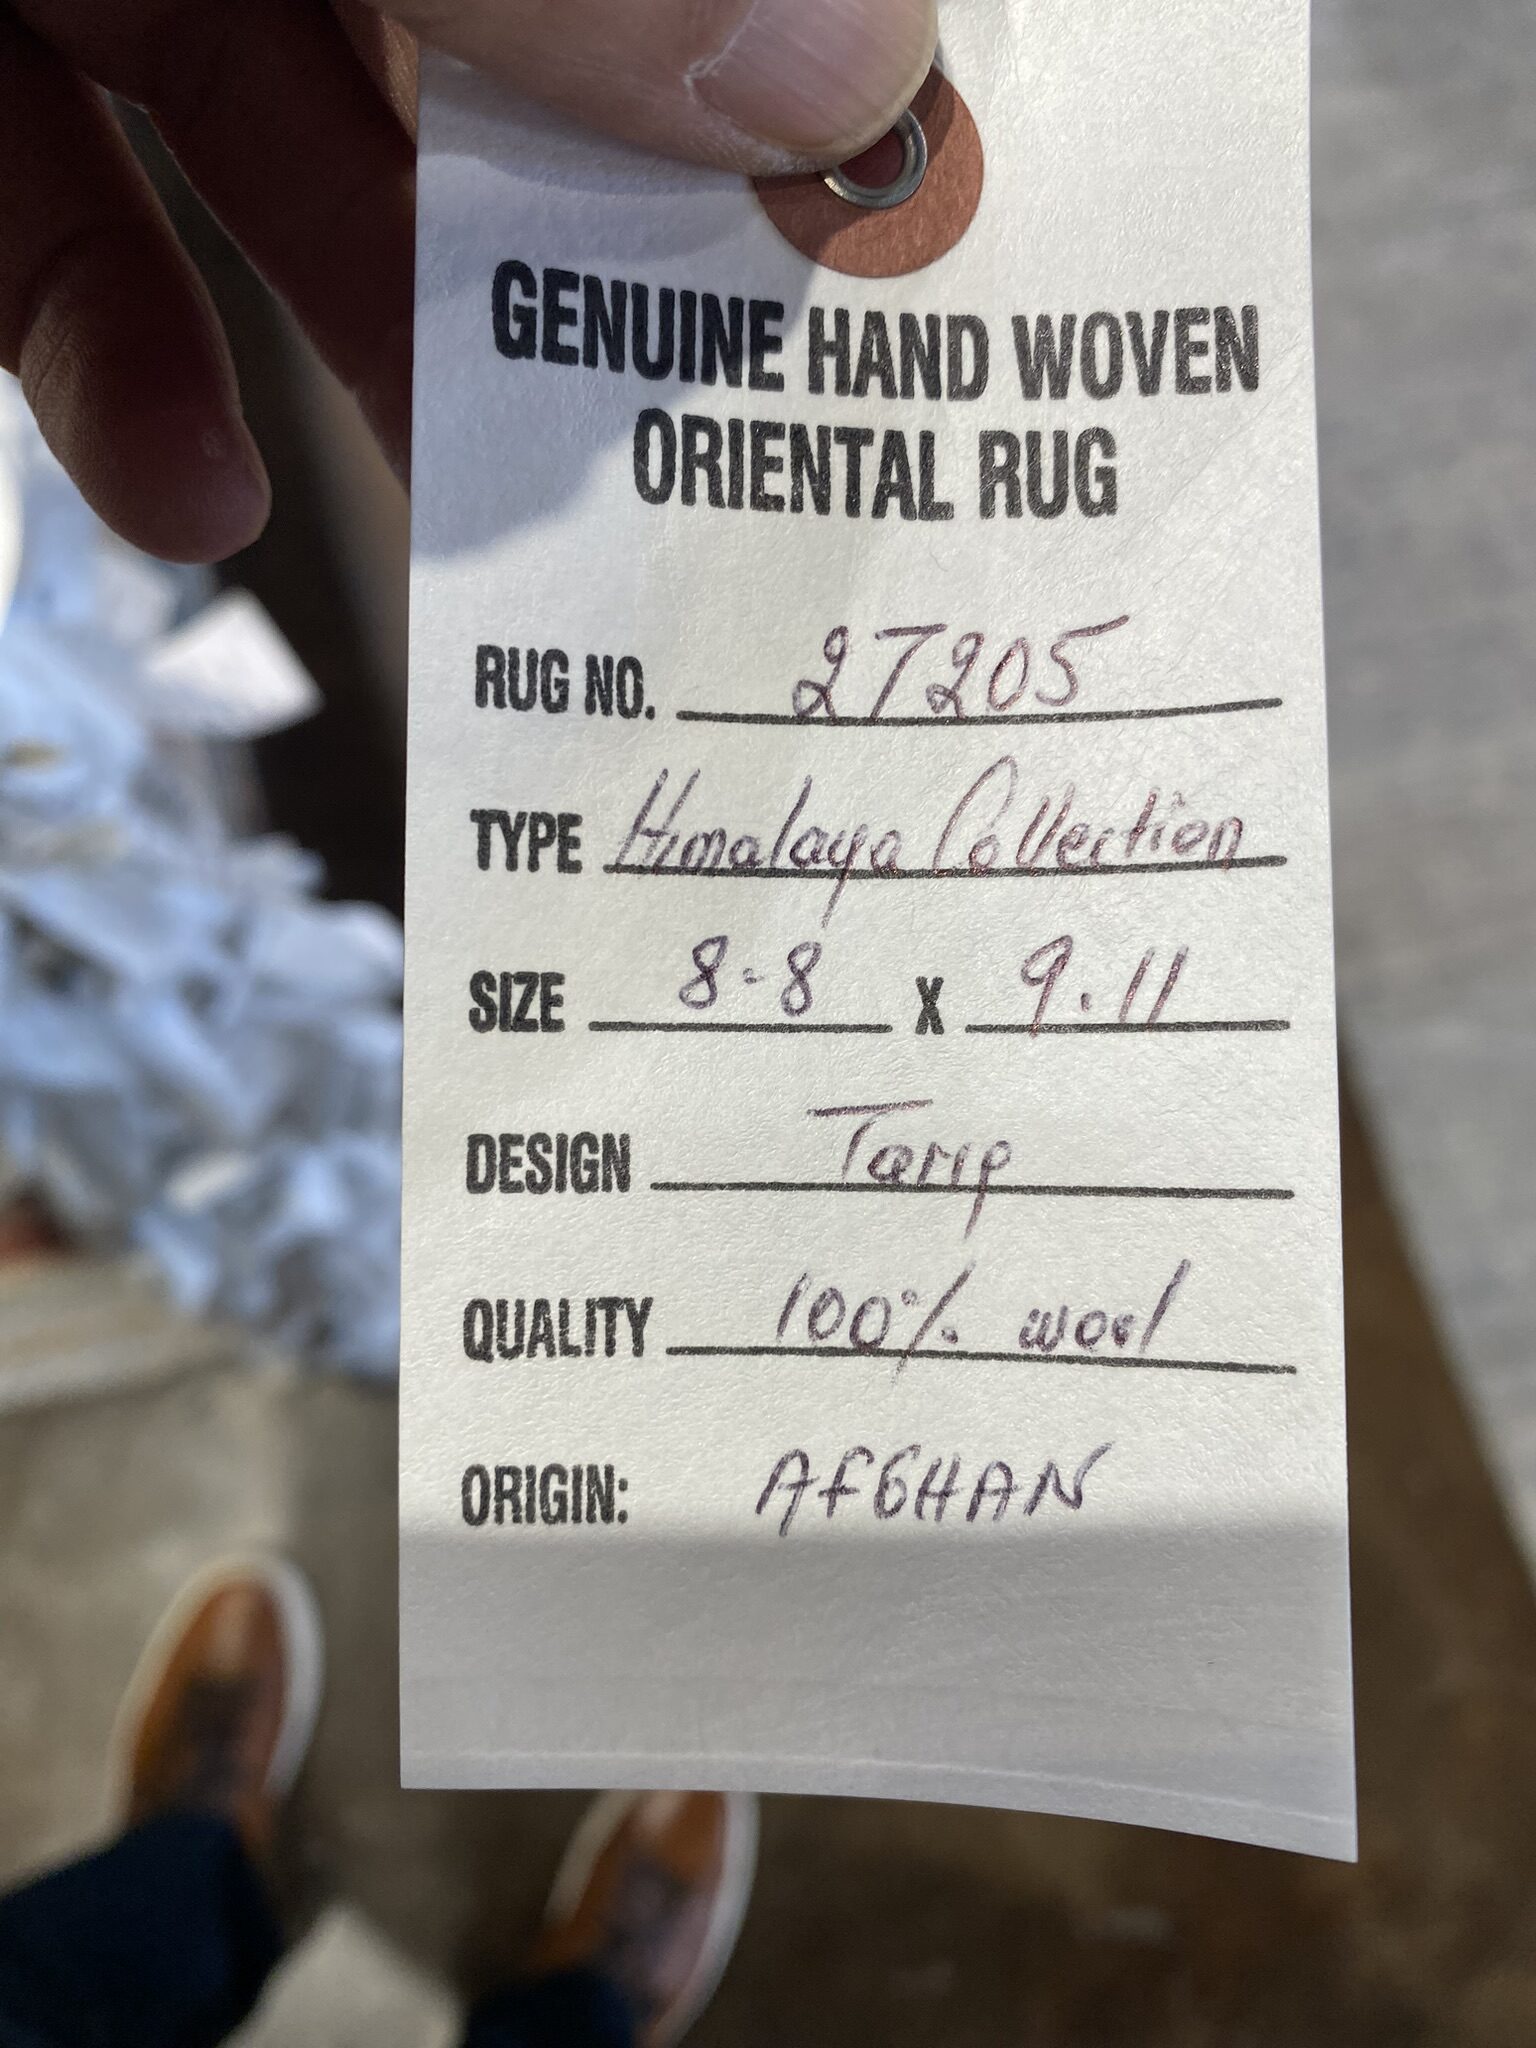 GENUINE HAND WOVEN
ORIENTAL RUG
RUG NO. 27205
TYPE Himalaya Collection
SIZE 8-8 X 9.11
DESIGN Tarip
QUALITY 100% wool
ORIGIN: AFGHAN